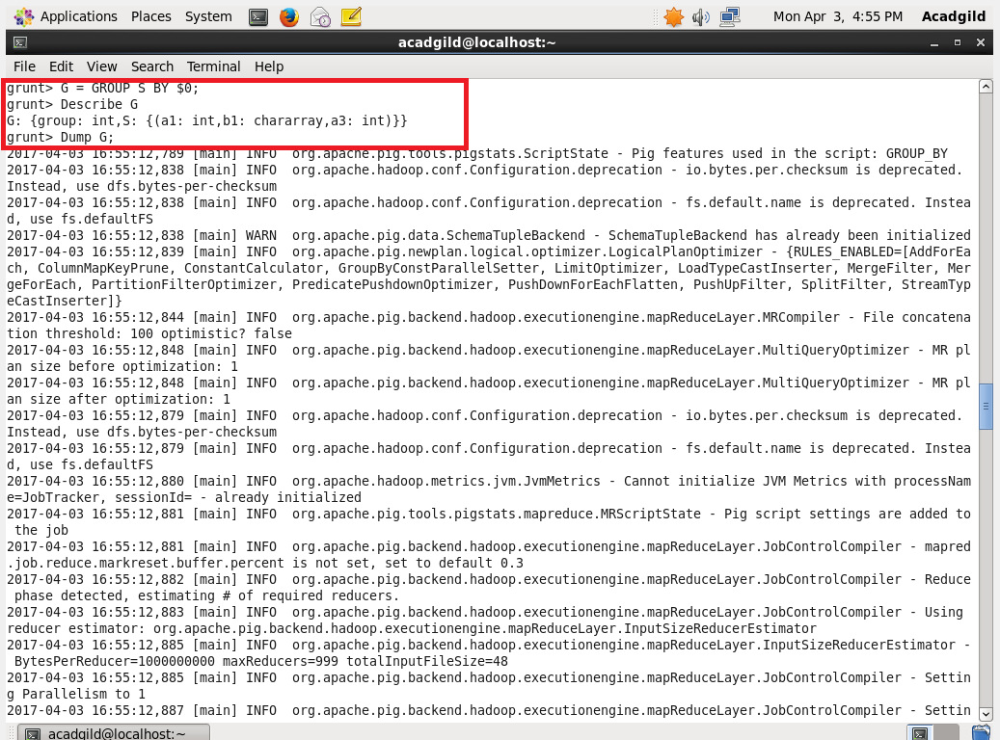 Applications Places System Mon Apr 3, 4:55 PM Acadgild
acadgild@localhost:~
File Edit View Search Terminal Help
grunt> G = GROUP S BY $0;
grunt> Describe G
G: {group: int,S: {(a1: int,b1: chararray,a3: int)}}
grunt> Dump G;
2017-04-03 16:55:12,789 [main] INFO  org.apache.pig.tools.pigstats.ScriptState - Pig features used in the script: GROUP_BY
2017-04-03 16:55:12,838 [main] INFO  org.apache.hadoop.conf.Configuration.deprecation - io.bytes.per.checksum is deprecated.
Instead, use dfs.bytes-per-checksum
2017-04-03 16:55:12,838 [main] INFO  org.apache.hadoop.conf.Configuration.deprecation - fs.default.name is deprecated. Instea
d, use fs.defaultFS
2017-04-03 16:55:12,838 [main] WARN  org.apache.pig.data.SchemaTupleBackend - SchemaTupleBackend has already been initialized
2017-04-03 16:55:12,839 [main] INFO  org.apache.pig.newplan.logical.optimizer.LogicalPlanOptimizer - {RULES_ENABLED=[AddForEa
ch, ColumnMapKeyPrune, ConstantCalculator, GroupByConstParallelSetter, LimitOptimizer, LoadTypeCastInserter, MergeFilter, Mer
geForEach, PartitionFilterOptimizer, PredicatePushdownOptimizer, PushDownForEachFlatten, PushUpFilter, SplitFilter, StreamTyp
eCastInserter]}
2017-04-03 16:55:12,844 [main] INFO  org.apache.pig.backend.hadoop.executionengine.mapReduceLayer.MRCompiler - File concatena
tion threshold: 100 optimistic? false
2017-04-03 16:55:12,848 [main] INFO  org.apache.pig.backend.hadoop.executionengine.mapReduceLayer.MultiQueryOptimizer - MR pl
an size before optimization: 1
2017-04-03 16:55:12,848 [main] INFO  org.apache.pig.backend.hadoop.executionengine.mapReduceLayer.MultiQueryOptimizer - MR pl
an size after optimization: 1
2017-04-03 16:55:12,879 [main] INFO  org.apache.hadoop.conf.Configuration.deprecation - io.bytes.per.checksum is deprecated.
Instead, use dfs.bytes-per-checksum
2017-04-03 16:55:12,879 [main] INFO  org.apache.hadoop.conf.Configuration.deprecation - fs.default.name is deprecated. Instea
d, use fs.defaultFS
2017-04-03 16:55:12,880 [main] INFO  org.apache.hadoop.metrics.jvm.JvmMetrics - Cannot initialize JVM Metrics with processNam
e=JobTracker, sessionId= - already initialized
2017-04-03 16:55:12,881 [main] INFO  org.apache.pig.tools.pigstats.mapreduce.MRScriptState - Pig script settings are added to
 the job
2017-04-03 16:55:12,881 [main] INFO  org.apache.pig.backend.hadoop.executionengine.mapReduceLayer.JobControlCompiler - mapred
.job.reduce.markreset.buffer.percent is not set, set to default 0.3
2017-04-03 16:55:12,882 [main] INFO  org.apache.pig.backend.hadoop.executionengine.mapReduceLayer.JobControlCompiler - Reduce
 phase detected, estimating # of required reducers.
2017-04-03 16:55:12,883 [main] INFO  org.apache.pig.backend.hadoop.executionengine.mapReduceLayer.JobControlCompiler - Using
reducer estimator: org.apache.pig.backend.hadoop.executionengine.mapReduceLayer.InputSizeReducerEstimator
2017-04-03 16:55:12,885 [main] INFO  org.apache.pig.backend.hadoop.executionengine.mapReduceLayer.InputSizeReducerEstimator -
 BytesPerReducer=1000000000 maxReducers=999 totalInputFileSize=48
2017-04-03 16:55:12,885 [main] INFO  org.apache.pig.backend.hadoop.executionengine.mapReduceLayer.JobControlCompiler - Settin
g Parallelism to 1
2017-04-03 16:55:12,887 [main] INFO  org.apache.pig.backend.hadoop.executionengine.mapReduceLayer.JobControlCompiler - Settin
acadgild@localhost:~